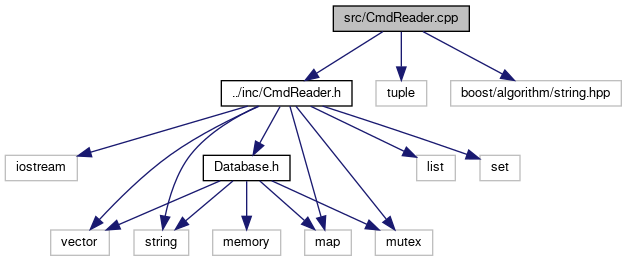 src/CmdReader.cpp
../inc/CmdReader.h
tuple
boost/algorithm/string.hpp
iostream
Database.h
list
set
vector
string
memory
map
mutex